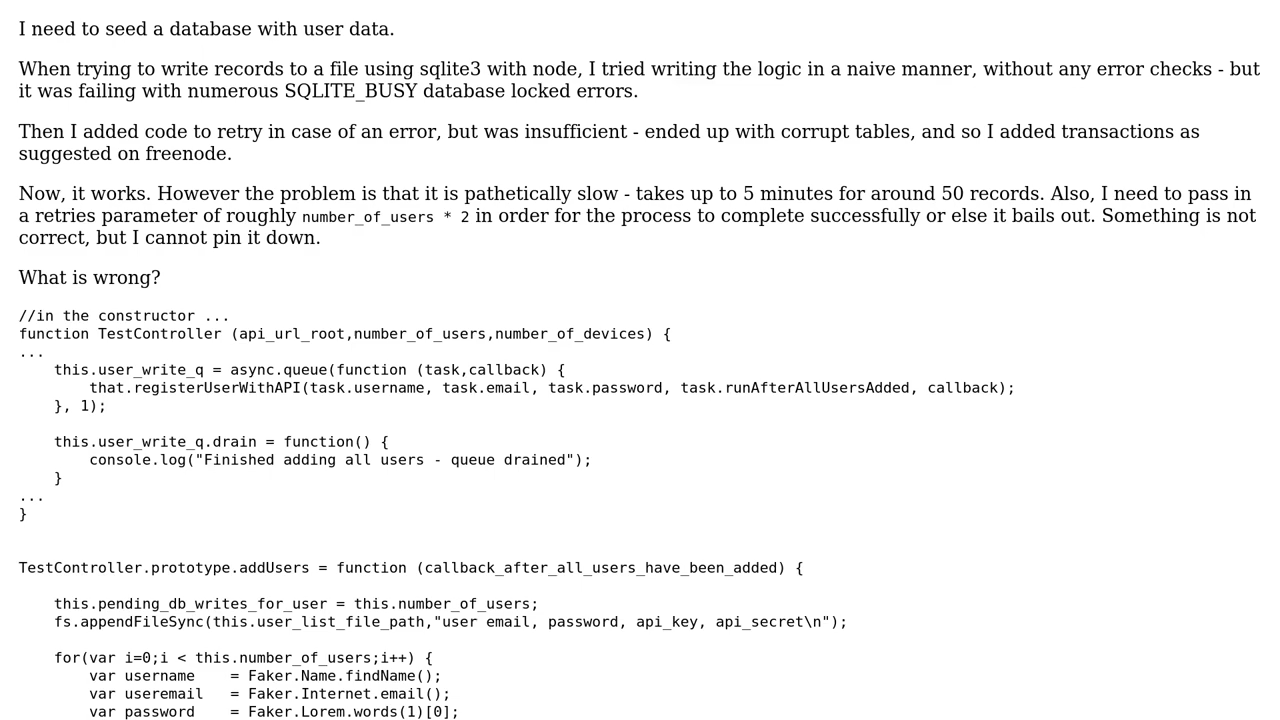 I need to seed a database with user data.
When trying to write records to a file using sqlite3 with node, I tried writing the logic in a naive manner, without any error checks - but
it was failing with numerous SQLITE_BUSY database locked errors.
Then I added code to retry in case of an error, but was insufficient - ended up with corrupt tables, and so I added transactions as
suggested on freenode.
Now, it works. However the problem is that it is pathetically slow - takes up to 5 minutes for around 50 records. Also, I need to pass in
a retries parameter of roughly number_of_users * 2 in order for the process to complete successfully or else it bails out. Something is not
correct, but I cannot pin it down.
What is wrong?
//in the constructor ...
function TestController (api_url_root,number_of_users,number_of_devices) {
...
    this.user_write_q = async.queue(function (task,callback) {
        that.registerUserWithAPI(task.username, task.email, task.password, task.runAfterAllUsersAdded, callback);
    }, 1);
    this.user_write_q.drain = function() {
        console.log("Finished adding all users - queue drained");
    }
...
}
TestController.prototype.addUsers = function (callback_after_all_users_have_been_added) {
    this.pending_db_writes_for_user = this.number_of_users;
    fs.appendFileSync(this.user_list_file_path,"user email, password, api_key, api_secret\n");
    for(var i=0;i < this.number_of_users;i++) {
        var username    = Faker.Name.findName();
        var useremail   = Faker.Internet.email();
        var password    = Faker.Lorem.words(1)[0];